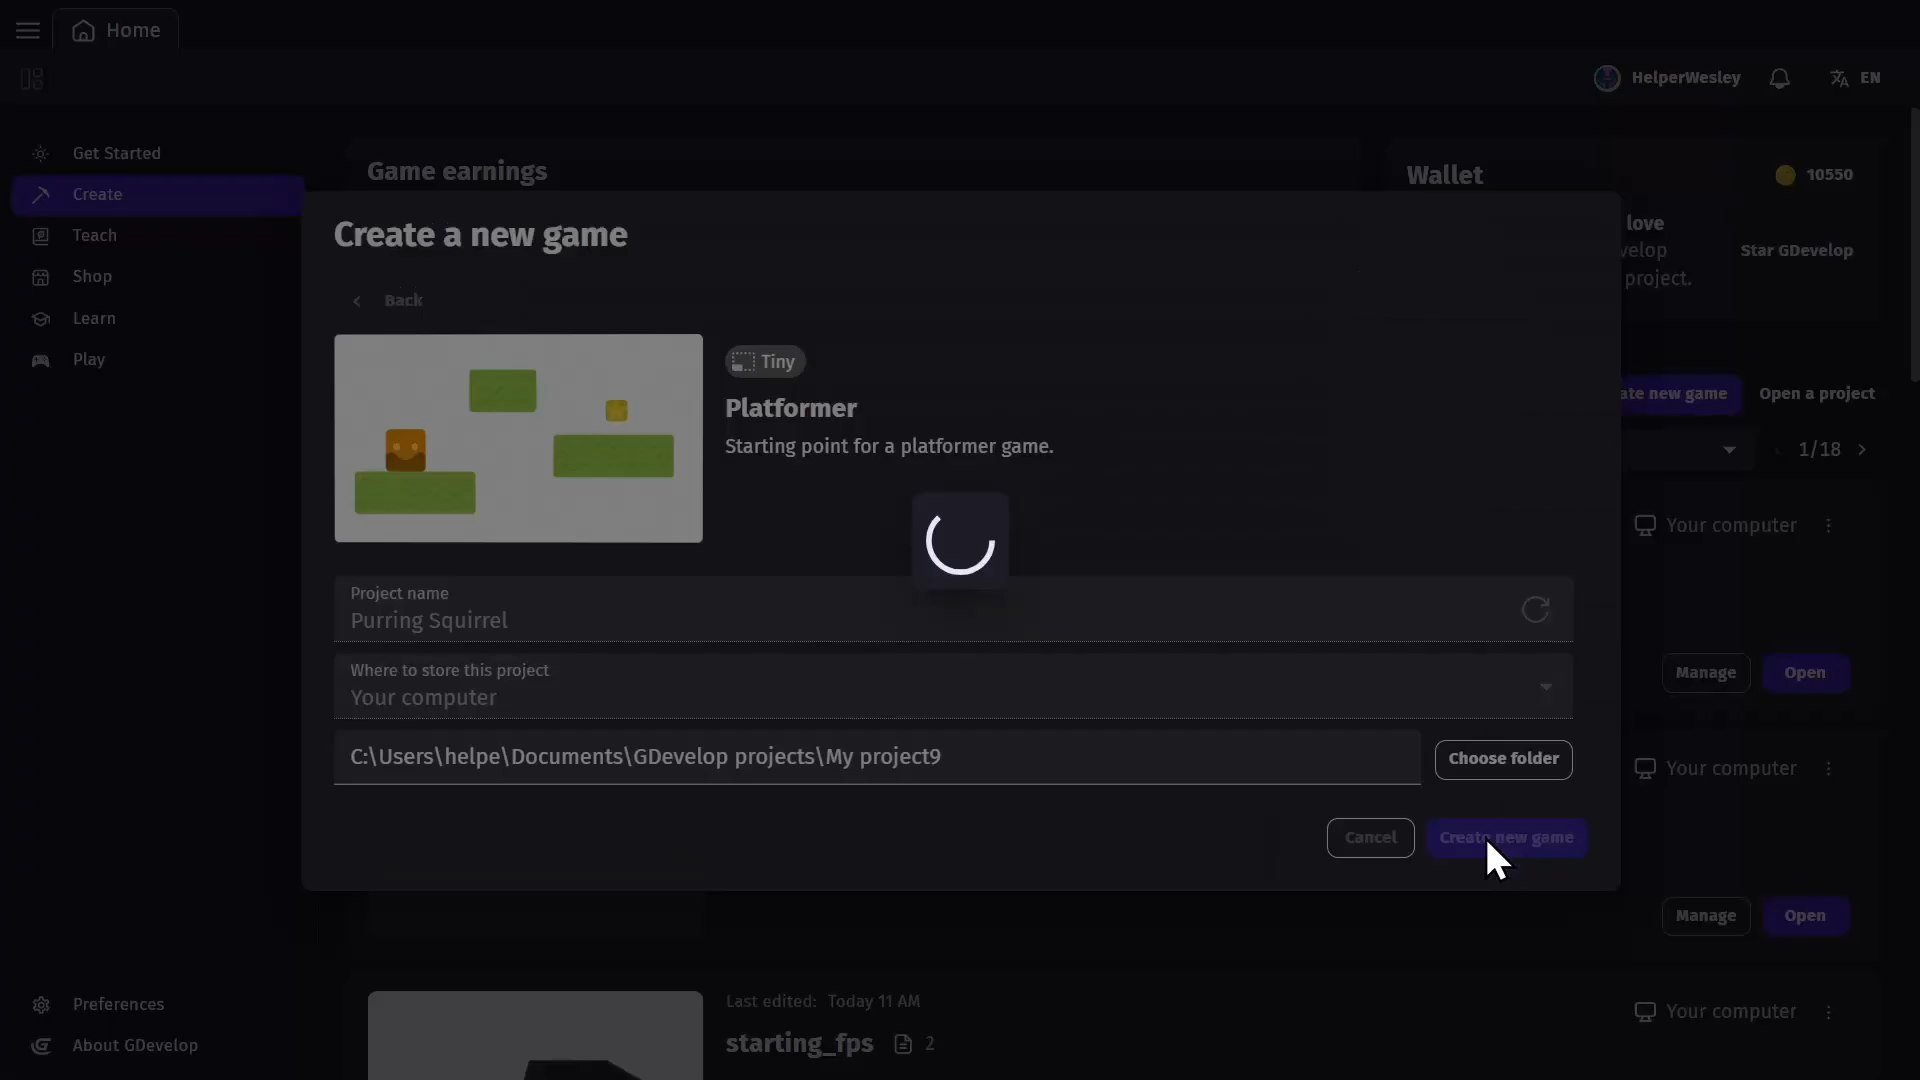 Home
HelperWesley
EN
Get Started
Create
Teach
Shop
Learn
Play
Game earnings
Wallet
10550
love
velop
project.
Star GDevelop
ate new game
Open a project
1/18
Create a new game
Back
Tiny
Platformer
Starting point for a platformer game.
Project name
Purring Squirrel
Where to store this project
Your computer
C:\Users\helpe\Documents\GDevelop projects\My project9
Choose folder
Cancel
Create new game
Your computer
Manage
Open
Your computer
Manage
Open
Last edited: Today 11 AM
starting_fps 2
Your computer
Preferences
About GDevelop